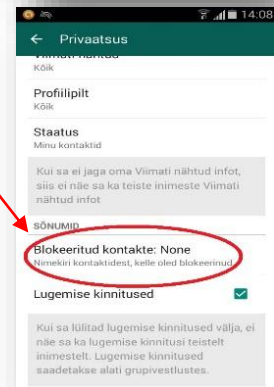 14:08
Privaatsus
Viimati nähtud
Kõik
Profiilipilt
Kõik
Staatus
Minu kontaktid
Kui sa ei jaga oma Viimati nähtud infot,
siis ei näe sa ka teiste inimeste Viimati
nähtud infot
SÕNUMID
Blokeeritud kontakte: None
Nimekiri kontaktidest, kelle oled blokeerinud.
Lugemise kinnitused
Kui sa lülitad lugemise kinnitused välja, ei
näe sa ka lugemise kinnitusi teistelt
inimestelt. Lugemise kinnitused
saadetakse alati grupivestlustes.